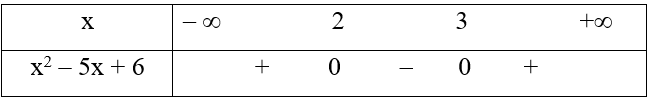 x – ∞ 2 3 +∞
x² – 5x + 6 + 0 – 0 +